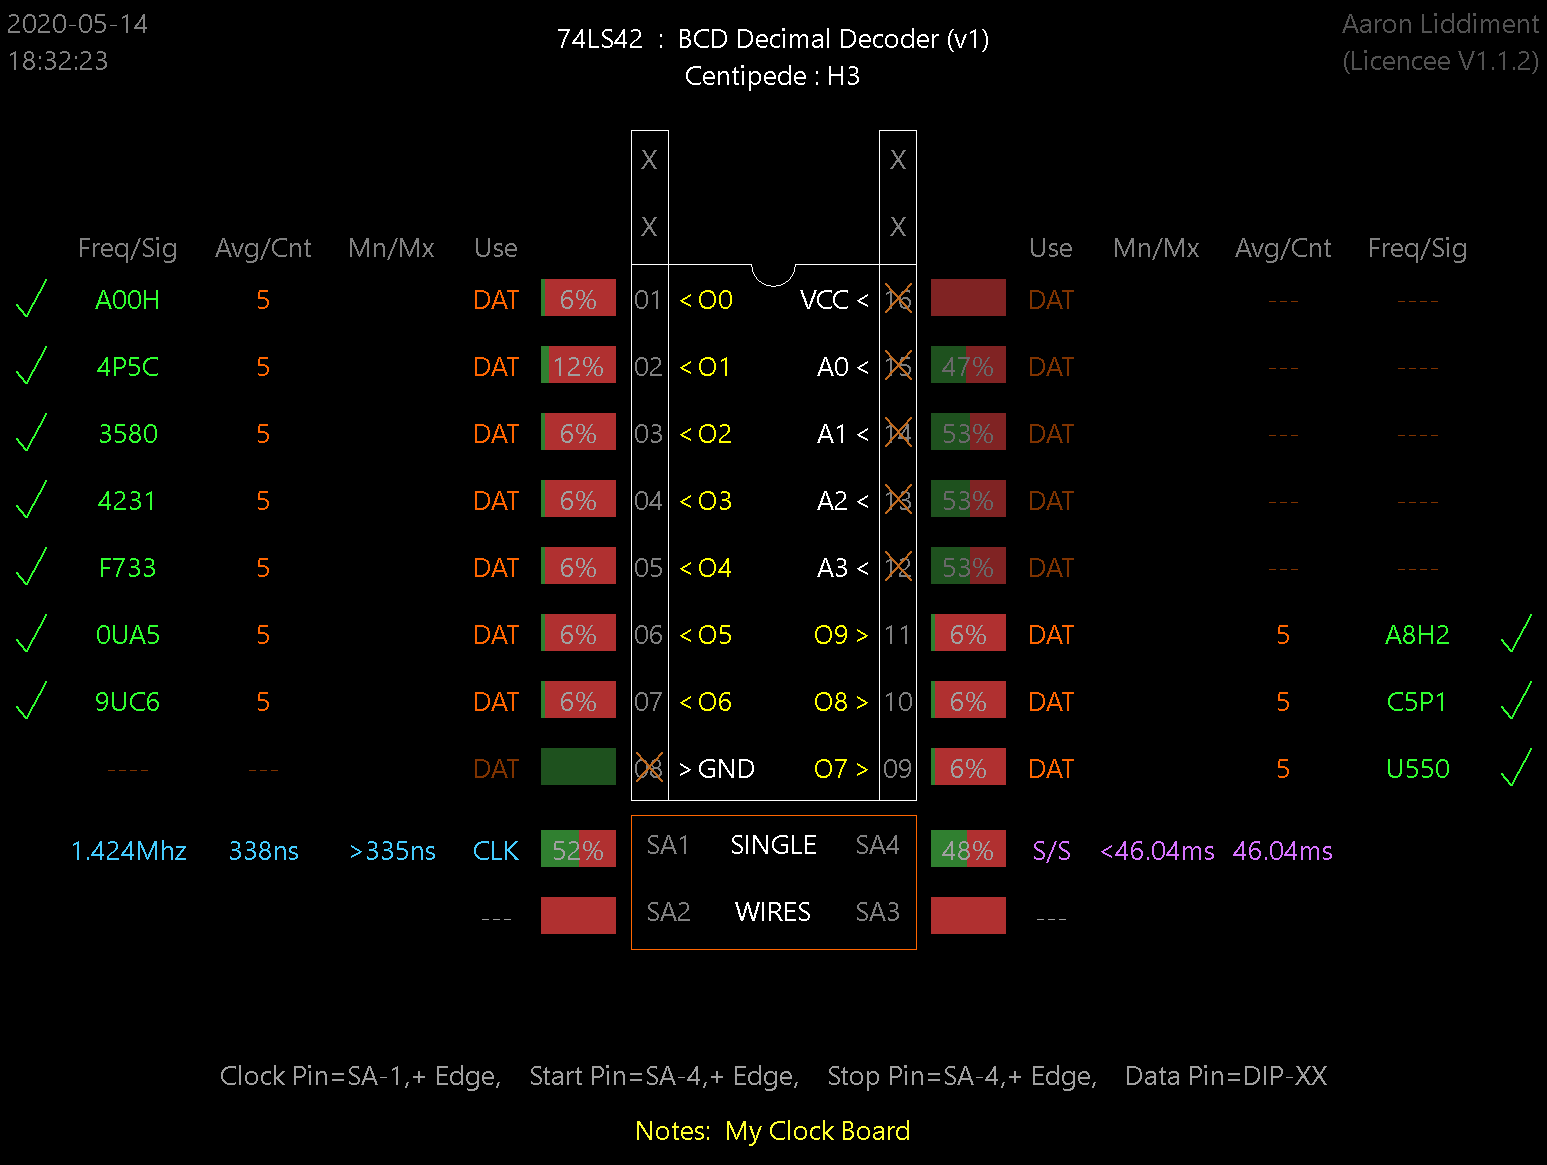 2020-05-14
18:32:23
74LS42 : BCD Decimal Decoder (v1)
Centipede : H3
Aaron Liddiment
(Licencee V1.1.2)
X X
X X
Freq/Sig Avg/Cnt Mn/Mx Use Use Mn/Mx Avg/Cnt Freq/Sig
A00H 5 DAT 6% 01 < O0 VCC < 16 DAT --- ----
4P5C 5 DAT 12% 02 < O1 A0 < 15 47% DAT --- ----
3580 5 DAT 6% 03 < O2 A1 < 14 53% DAT --- ----
4231 5 DAT 6% 04 < O3 A2 < 13 53% DAT --- ----
F733 5 DAT 6% 05 < O4 A3 < 12 53% DAT --- ----
0UA5 5 DAT 6% 06 < O5 O9 > 11 6% DAT 5 A8H2
9UC6 5 DAT 6% 07 < O6 O8 > 10 6% DAT 5 C5P1
---- --- DAT 08 > GND O7 > 09 6% DAT 5 U550
1.424Mhz 338ns >335ns CLK 52% SA1 SINGLE SA4 48% S/S <46.04ms 46.04ms
--- SA2 WIRES SA3 ---
Clock Pin=SA-1,+ Edge, Start Pin=SA-4,+ Edge, Stop Pin=SA-4,+ Edge, Data Pin=DIP-XX
Notes: My Clock Board